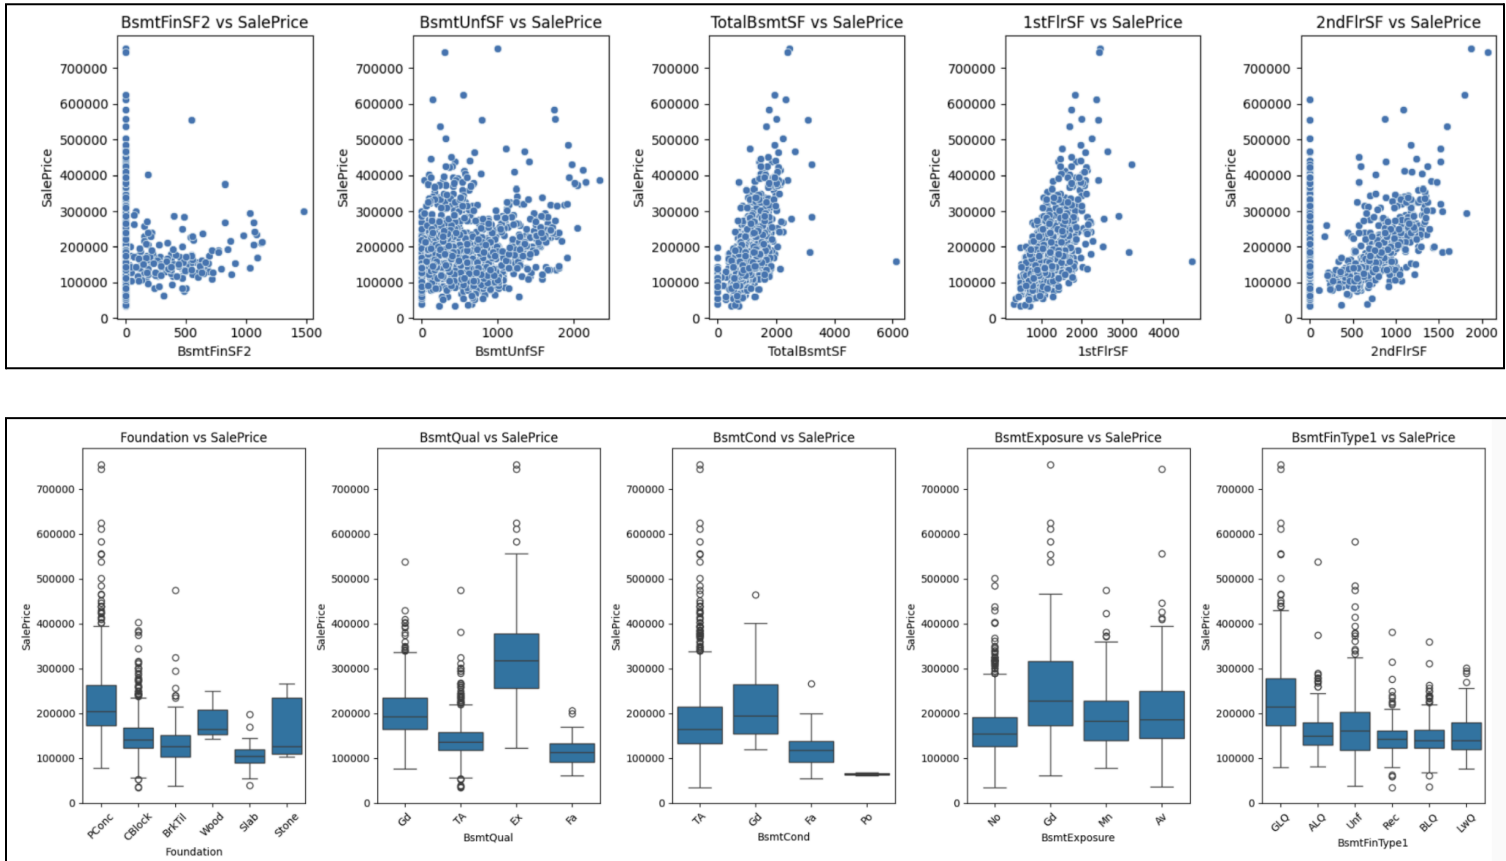 BsmtFinSF2 vs SalePrice
BsmtUnfSF vs SalePrice
TotalBsmtSF vs SalePrice
1stFlrSF vs SalePrice
2ndFlrSF vs SalePrice
SalePrice
700000
600000
500000
400000
300000
200000
100000
0
0 500 1000 1500
BsmtFinSF2
SalePrice
700000
600000
500000
400000
300000
200000
100000
0
0 1000 2000
BsmtUnfSF
SalePrice
700000
600000
500000
400000
300000
200000
100000
0
0 2000 4000 6000
TotalBsmtSF
SalePrice
700000
600000
500000
400000
300000
200000
100000
0
1000 2000 3000 4000
1stFlrSF
SalePrice
700000
600000
500000
400000
300000
200000
100000
0
0 500 1000 1500 2000
2ndFlrSF
Foundation vs SalePrice
BsmtQual vs SalePrice
BsmtCond vs SalePrice
BsmtExposure vs SalePrice
BsmtFinType1 vs SalePrice
SalePrice
700000
600000
500000
400000
300000
200000
100000
0
PConc CBlock BrkTil Wood Slab Stone
Foundation
SalePrice
700000
600000
500000
400000
300000
200000
100000
0
Gd TA Ex Fa
BsmtQual
SalePrice
700000
600000
500000
400000
300000
200000
100000
0
TA Gd Fa Po
BsmtCond
SalePrice
700000
600000
500000
400000
300000
200000
100000
0
No Gd Mn Av
BsmtExposure
SalePrice
700000
600000
500000
400000
300000
200000
100000
0
GLQ ALQ Unf Rec BLQ LwQ
BsmtFinType1